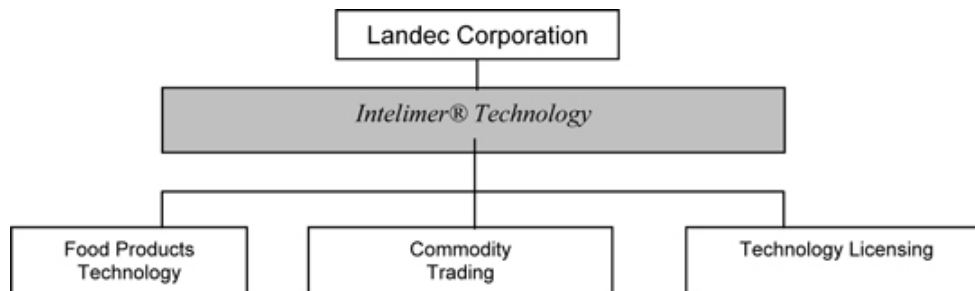 Landec Corporation
Intelimer® Technology
Food Products
Technology
Commodity
Trading
Technology Licensing